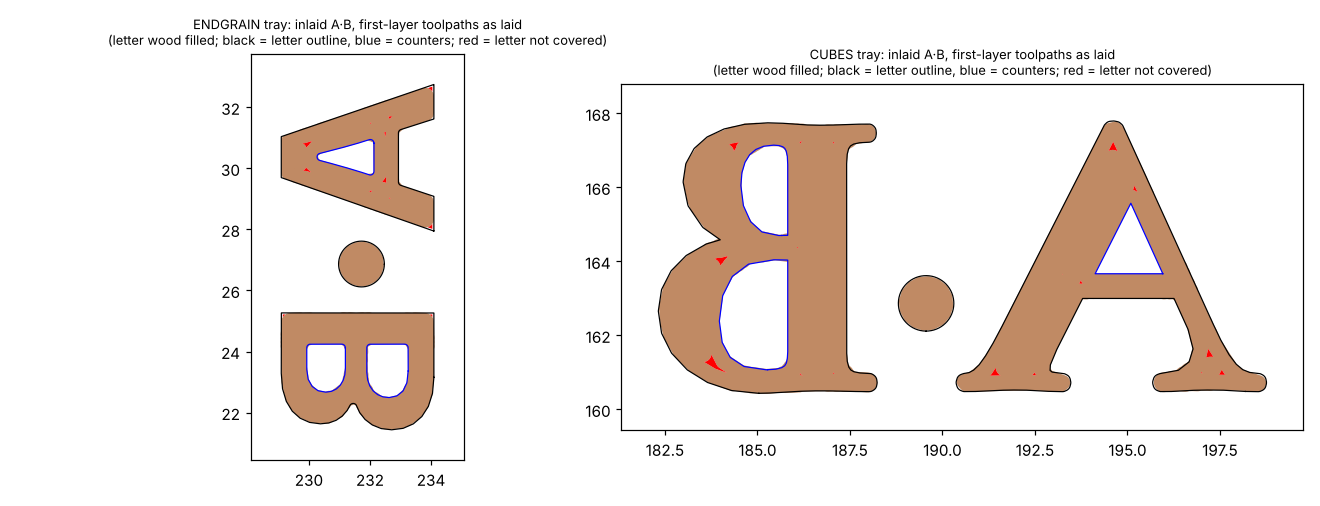 ENDGRAIN tray: inlaid A·B, first-layer toolpaths as laid
(letter wood filled; black = letter outline, blue = counters; red = letter not covered)
32
30
28
26
24
22
230 232 234
A·B
CUBES tray: inlaid A·B, first-layer toolpaths as laid
(letter wood filled; black = letter outline, blue = counters; red = letter not covered)
168
166
164
162
160
182.5 185.0 187.5 190.0 192.5 195.0 197.5
A·B